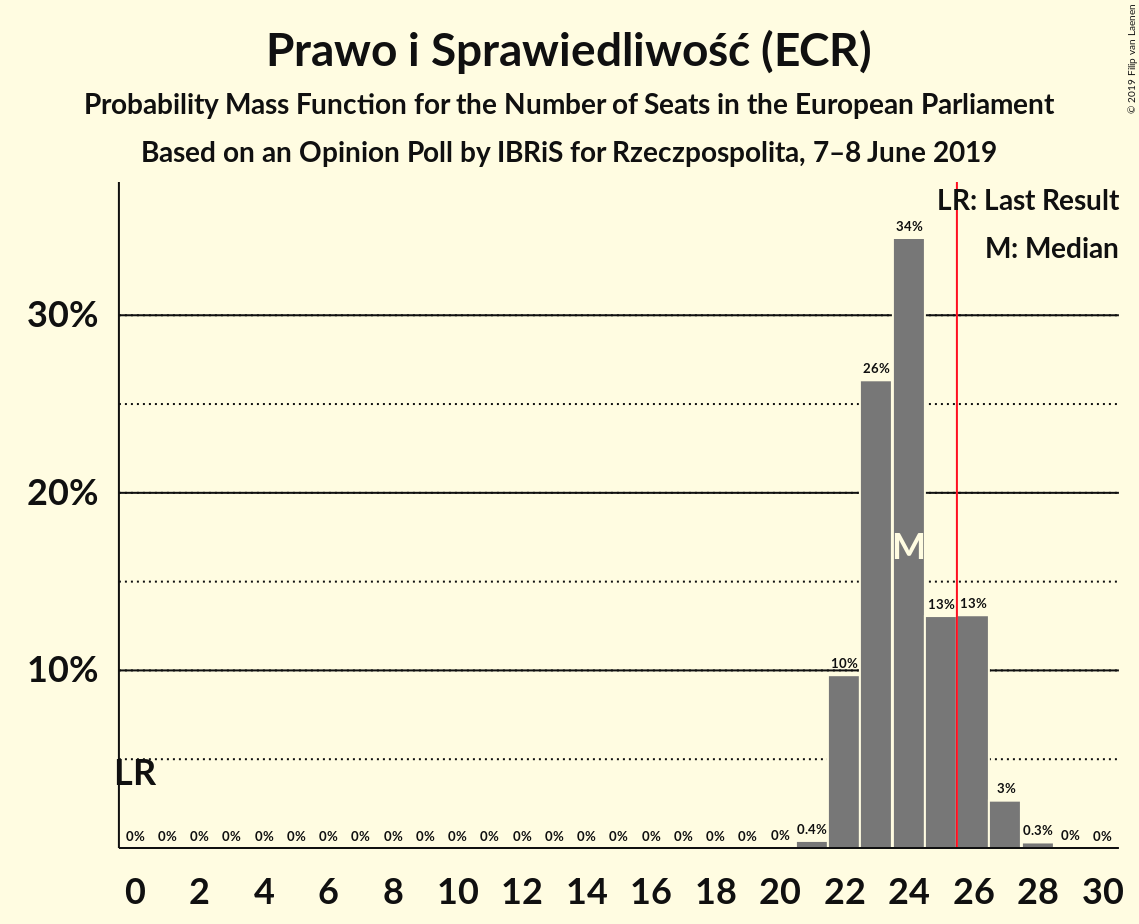 Prawo i Sprawiedliwość (ECR)
Probability Mass Function for the Number of Seats in the European Parliament
Based on an Opinion Poll by IBRiS for Rzeczpospolita, 7–8 June 2019
© 2019 Filip van Laenen
LR: Last Result
M: Median
34%
30%
26%
20%
M
13% 13%
10%
10%
LR
3%
0% 0% 0% 0% 0% 0% 0% 0% 0% 0% 0% 0% 0% 0% 0% 0% 0% 0% 0% 0% 0% 0.4% 0.3% 0% 0%
0 2 4 6 8 10 12 14 16 18 20 22 24 26 28 30